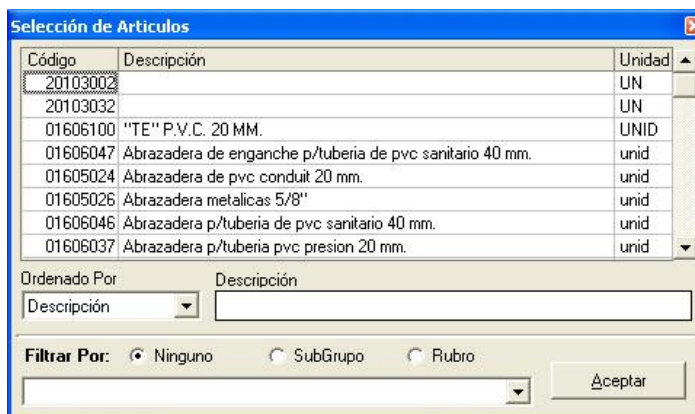 Selección de Articulos
Código Descripción Unidad
20103002 UN
20103032 UN
01606100 "TE" P.V.C. 20 MM. UNID
01606047 Abrazadera de enganche p/tuberia de pvc sanitario 40 mm. unid
01605024 Abrazadera de pvc conduit 20 mm. unid
01605026 Abrazadera metalicas 5/8" unid
01606046 Abrazadera p/tuberia de pvc sanitario 40 mm. unid
01606037 Abrazadera p/tuberia pvc presion 20 mm. unid
Ordenado Por Descripción
Descripción
Filtrar Por: Ninguno SubGrupo Rubro
Aceptar